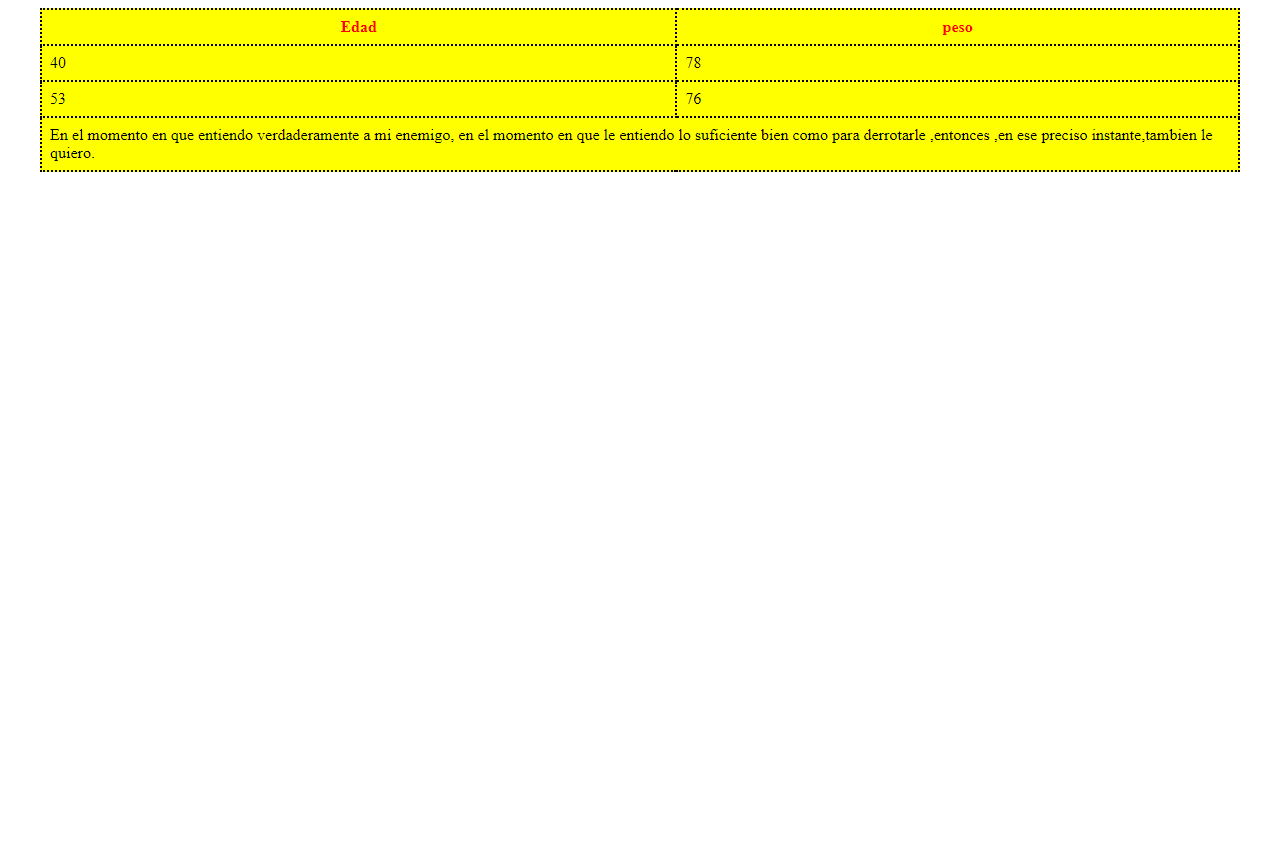 Edad peso
40 78
53 76
En el momento en que entiendo verdaderamente a mi enemigo, en el momento en que le entiendo lo suficiente bien como para derrotarle ,entonces ,en ese preciso instante,tambien le
quiero.